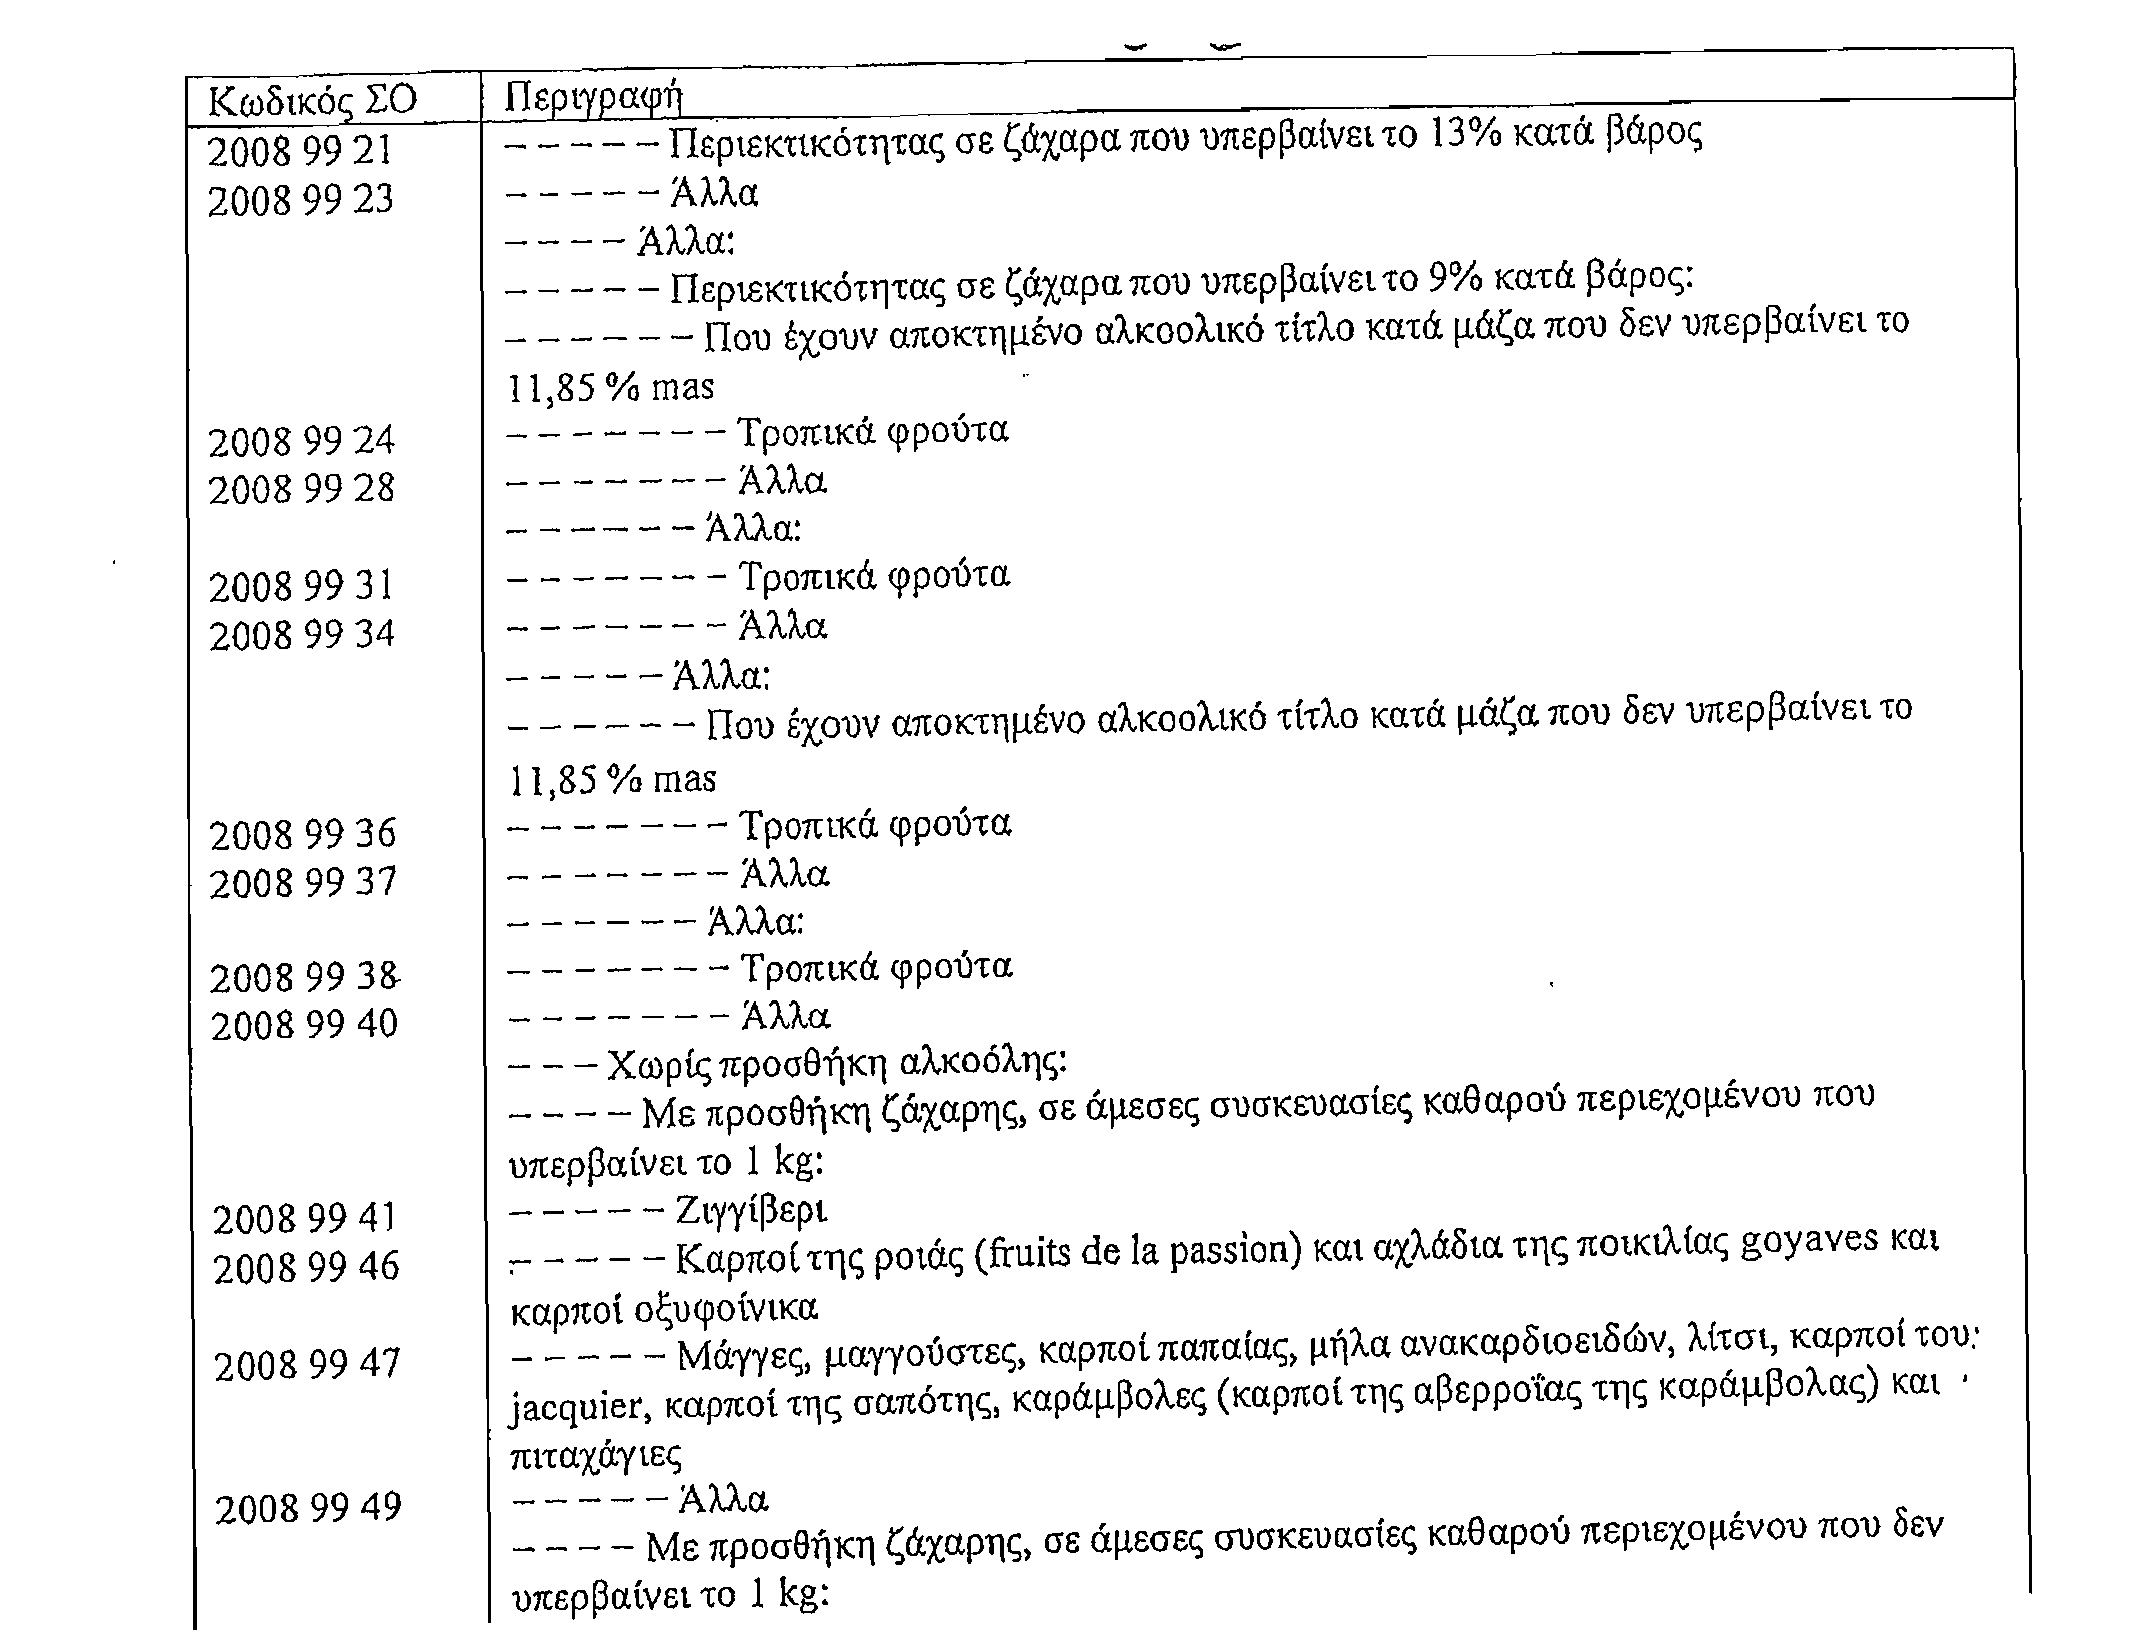 Κωδικός ΣΟ Περιγραφή
2008 99 21 – – – – – Περιεκτικότητας σε ζάχαρα που υπερβαίνει το 13% κατά βάρος
2008 99 23 – – – – – Άλλα
– – – – Άλλα:
– – – – – Περιεκτικότητας σε ζάχαρα που υπερβαίνει το 9% κατά βάρος:
– – – – – – Που έχουν αποκτημένο αλκοολικό τίτλο κατά μάζα που δεν υπερβαίνει το
11,85 % mas
2008 99 24 – – – – – – – Τροπικά φρούτα
2008 99 28 – – – – – – – Άλλα
– – – – – – Άλλα:
2008 99 31 – – – – – – – Τροπικά φρούτα
2008 99 34 – – – – – – – Άλλα
– – – – – Άλλα:
– – – – – – Που έχουν αποκτημένο αλκοολικό τίτλο κατά μάζα που δεν υπερβαίνει το
11,85 % mas
2008 99 36 – – – – – – – Τροπικά φρούτα
2008 99 37 – – – – – – – Άλλα
– – – – – – Άλλα:
2008 99 38 – – – – – – – Τροπικά φρούτα
2008 99 40 – – – – – – – Άλλα
– – – Χωρίς προσθήκη αλκοόλης:
– – – – Με προσθήκη ζάχαρης, σε άμεσες συσκευασίες καθαρού περιεχομένου που
υπερβαίνει το 1 kg:
2008 99 41 – – – – – Ζιγγίβερι
2008 99 46 – – – – – Καρποί της ροιάς (fruits de la passion) και αχλάδια της ποικιλίας goyaves και
καρποί οξυφοίνικα
2008 99 47 – – – – – Μάγγες, μαγγούστες, καρποί παπαίας, μήλα ανακαρδιοειδών, λίτσι, καρποί του
jacquier, καρποί της σαπότης, καράμβολες (καρποί της αβερροΐας της καράμβολας) και
πιταχάγιες
2008 99 49 – – – – – Άλλα
– – – – Με προσθήκη ζάχαρης, σε άμεσες συσκευασίες καθαρού περιεχομένου που δεν
υπερβαίνει το 1 kg: